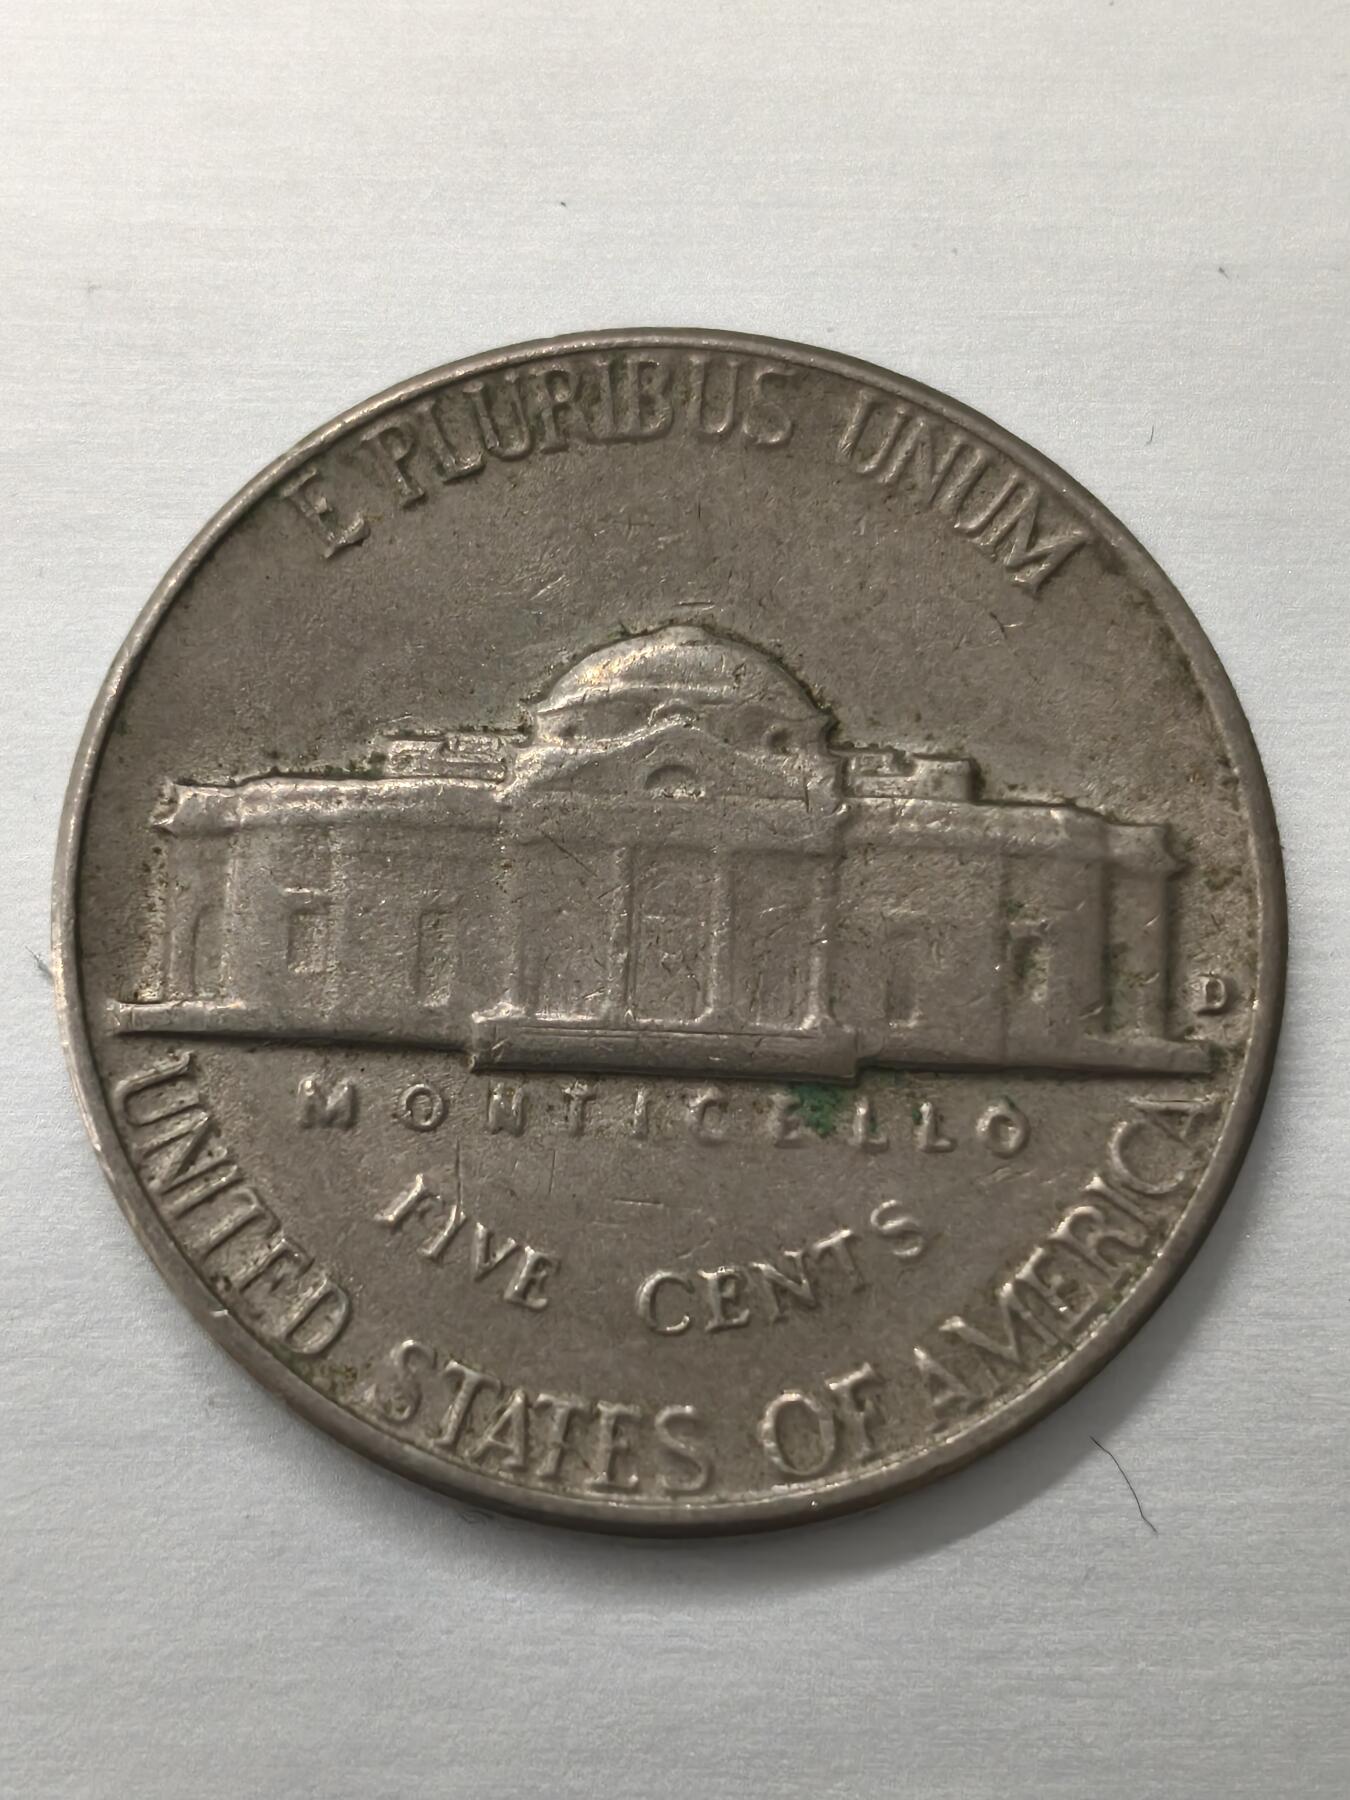 E PLURIBUS UNUM
D
MONTICELLO
FIVE CENTS
UNITED STATES OF AMERICA